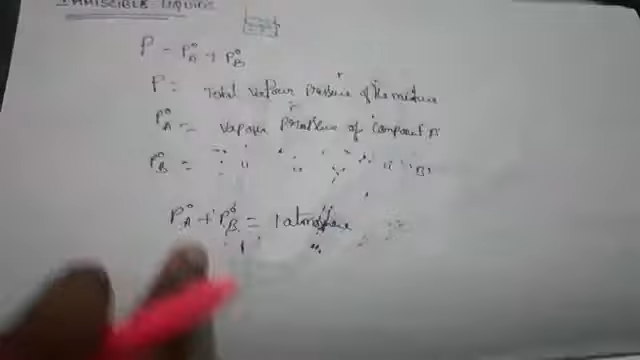 IMMISCIBLE LIQUIDS
P = P°A + P°B
P = Total vapour pressure of the mixture
P°A = vapour pressure of component A
P°B = " " " " " B
P°A + P°B = 1 atmosphere